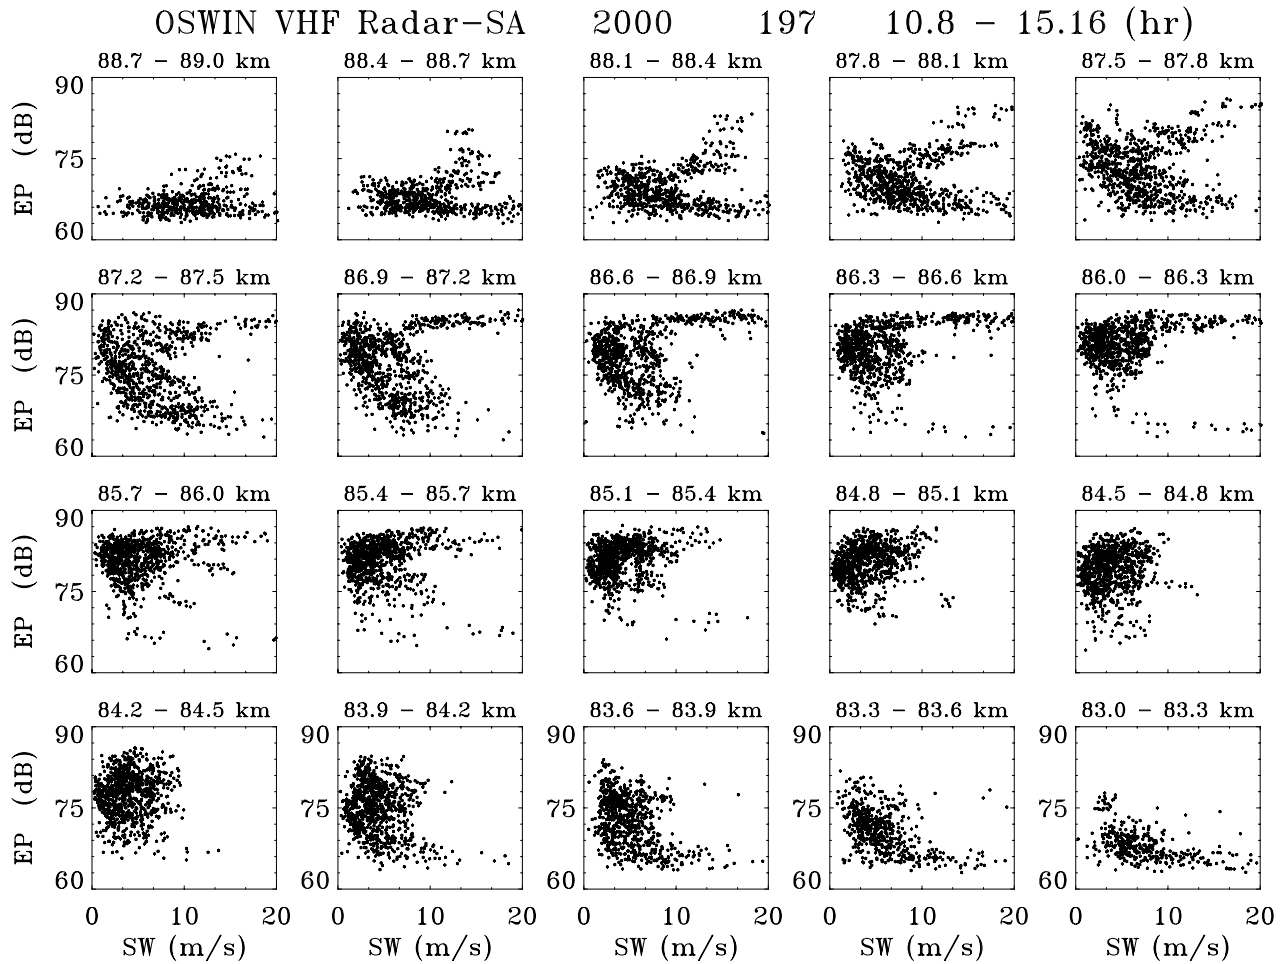 OSWIN VHF Radar-SA 2000 197 10.8 - 15.16 (hr)
88.7 - 89.0 km 88.4 - 88.7 km 88.1 - 88.4 km 87.8 - 88.1 km 87.5 - 87.8 km
90
75
60
EP (dB)
87.2 - 87.5 km 86.9 - 87.2 km 86.6 - 86.9 km 86.3 - 86.6 km 86.0 - 86.3 km
90
75
60
EP (dB)
85.7 - 86.0 km 85.4 - 85.7 km 85.1 - 85.4 km 84.8 - 85.1 km 84.5 - 84.8 km
90
75
60
EP (dB)
84.2 - 84.5 km 83.9 - 84.2 km 83.6 - 83.9 km 83.3 - 83.6 km 83.0 - 83.3 km
90 90 90 90 90
75 75 75 75 75
60 60 60 60 60
EP (dB)
0 10 20 0 10 20 0 10 20 0 10 20 0 10 20
SW (m/s) SW (m/s) SW (m/s) SW (m/s) SW (m/s)